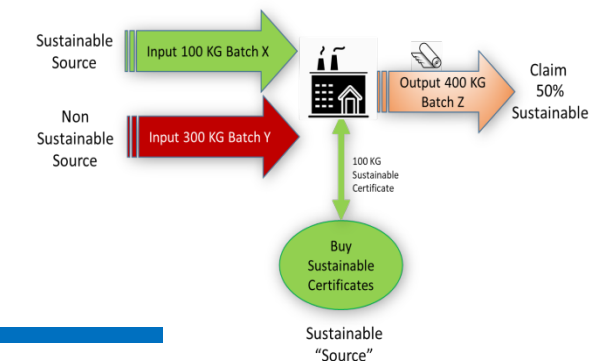 Sustainable
Source
Input 100 KG Batch X
Non
Sustainable
Source
Input 300 KG Batch Y
Output 400 KG
Batch Z
Claim
50%
Sustainable
100 KG
Sustainable
Certificate
Buy
Sustainable
Certificates
Sustainable
“Source”